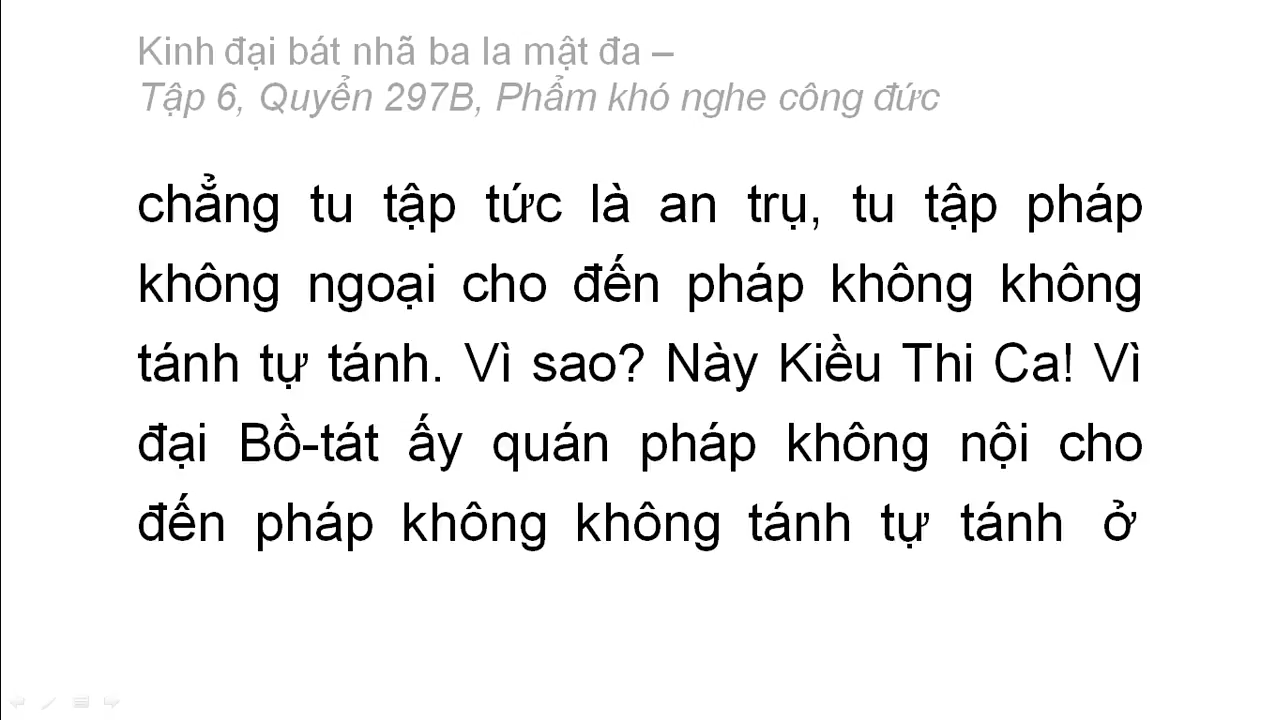 Kinh đại bát nhã ba la mật đa –
Tập 6, Quyển 297B, Phẩm khó nghe công đức
chẳng tu tập tức là an trụ, tu tập pháp
không ngoại cho đến pháp không không
tánh tự tánh. Vì sao? Này Kiều Thi Ca! Vì
đại Bồ-tát ấy quán pháp không nội cho
đến pháp không không tánh tự tánh ở